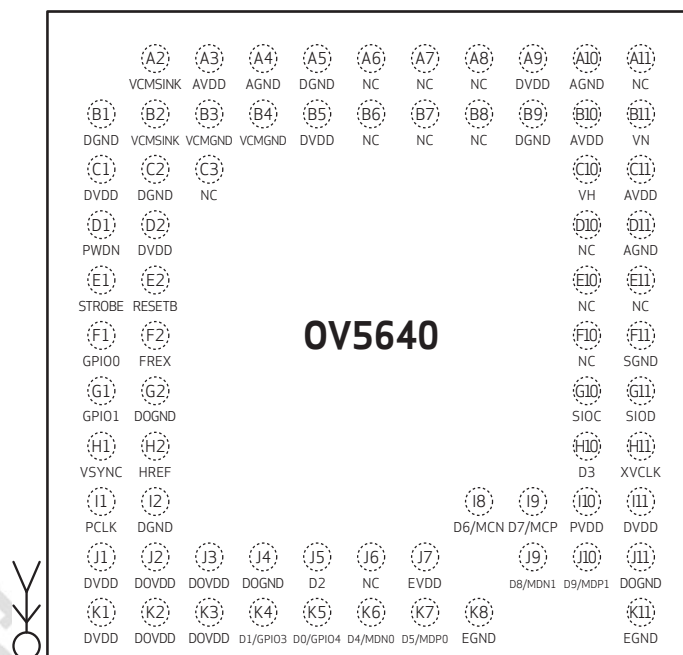 A2 A3 A4 A5 A6 A7 A8 A9 A10 A11
VCMSINK AVDD AGND DGND NC NC NC DVDD AGND NC
B1 B2 B3 B4 B5 B6 B7 B8 B9 B10 B11
DGND VCMSINK VCMGND VCMGND DVDD NC NC NC DGND AVDD VN
C1 C2 C3 C10 C11
DVDD DGND NC VH AVDD
D1 D2 D10 D11
PWDN DVDD NC AGND
E1 E2 E10 E11
STROBE RESETB NC NC
OV5640
F1 F2 F10 F11
GPIO0 FREX NC SGND
G1 G2 G10 G11
GPIO1 DOGND SIOC SIOD
H1 H2 H10 H11
VSYNC HREF D3 XVCLK
I1 I2 I8 I9 I10 I11
PCLK DGND D6/MCN D7/MCP PVDD DVDD
J1 J2 J3 J4 J5 J6 J7 J9 J10 J11
DVDD DOVDD DOVDD DOGND D2 NC EVDD D8/MDN1 D9/MDP1 DOGND
K1 K2 K3 K4 K5 K6 K7 K8 K11
DVDD DOVDD DOVDD D1/GPIO3 D0/GPIO4 D4/MDN0 D5/MDP0 EGND EGND